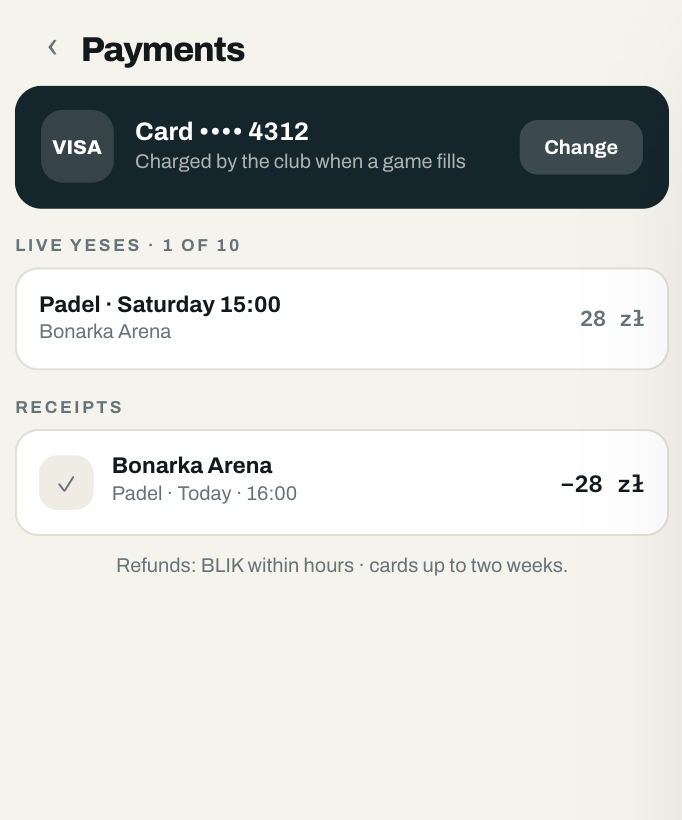 ‹ Payments
VISA
Card •••• 4312
Charged by the club when a game fills
Change
LIVE YESES · 1 OF 10
Padel · Saturday 15:00
Bonarka Arena
28 zł
RECEIPTS
✓
Bonarka Arena
Padel · Today · 16:00
−28 zł
Refunds: BLIK within hours · cards up to two weeks.